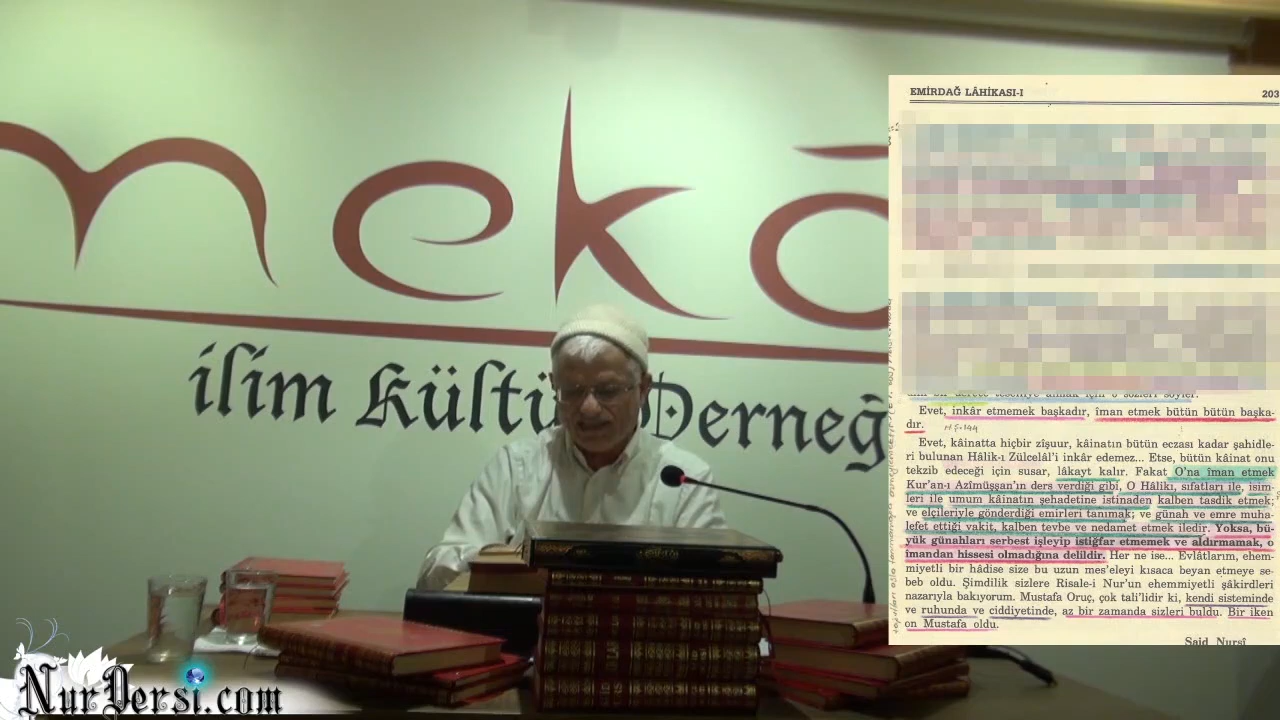 mekâ
ilim Kültür Derneğ
NurDersi.com
EMİRDAĞ LÂHİKASI-I 203
için o sözleri söyler.
Evet, inkâr etmemek başkadır, îman etmek bütün bütün başka-
dır.
Evet, kâinatta hiçbir zîşuur, kâinatın bütün eczası kadar şahidle-
ri bulunan Hâlik-ı Zülcelâl'i inkâr edemez... Etse, bütün kâinat onu
tekzib edeceği için susar, lâkayt kalır. Fakat O'na îman etmek
Kur'an-ı Azîmüşşan'ın ders verdiği gibi, O Hâlikı, sıfatları ile, isim-
leri ile umum kâinatın şehadetine istinaden kalben tasdik etmek;
ve elçileriyle gönderdiği emirleri tanımak; ve günah ve emre muha-
lefet ettiği vakit, kalben tevbe ve nedamet etmek iledir. Yoksa, bü-
yük günahları serbest işleyip istiğfar etmemek ve aldırmamak, o
îmandan hissesi olmadığına delildir. Her ne ise... Evlâtlarım, ehem-
miyetli bir hâdise size bu uzun mes'eleyi kısaca beyan etmeye se-
beb oldu. Şimdilik sizlere Risale-i Nur'un ehemmiyetli şâkirdleri
nazarıyla bakıyorum. Mustafa Oruç, çok tali'lidir ki, kendi sisteminde
ve ruhunda ve ciddiyetinde, az bir zamanda sizleri buldu. Bir iken
on Mustafa oldu.
Said Nursî